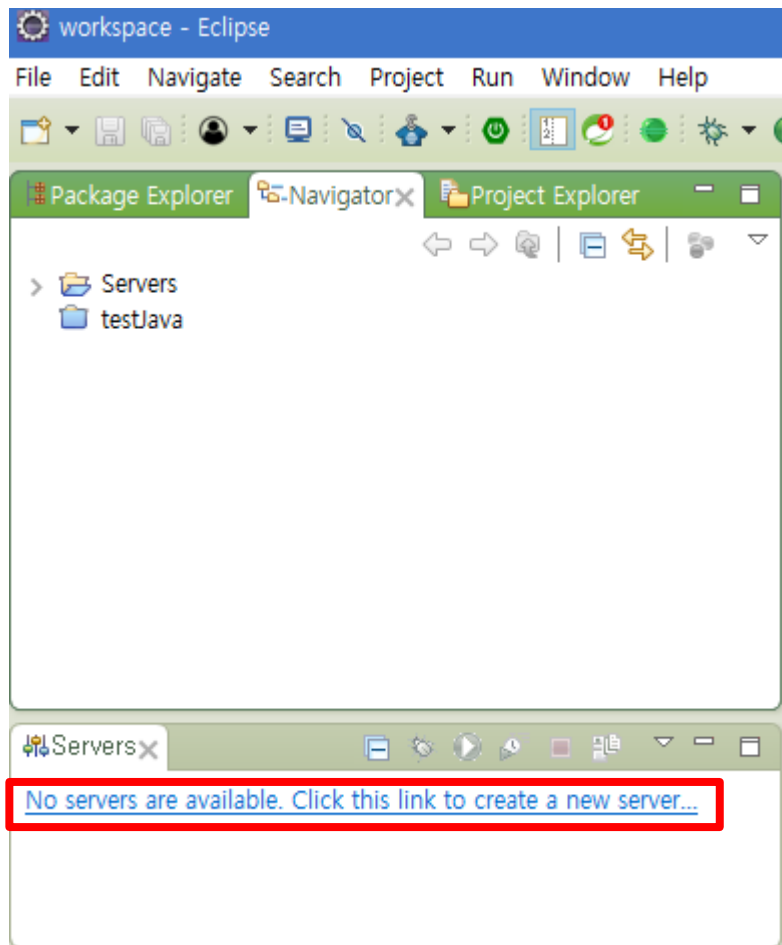 workspace - Eclipse
File Edit Navigate Search Project Run Window Help
Package Explorer Navigator Project Explorer
Servers
testJava
Servers
No servers are available. Click this link to create a new server...